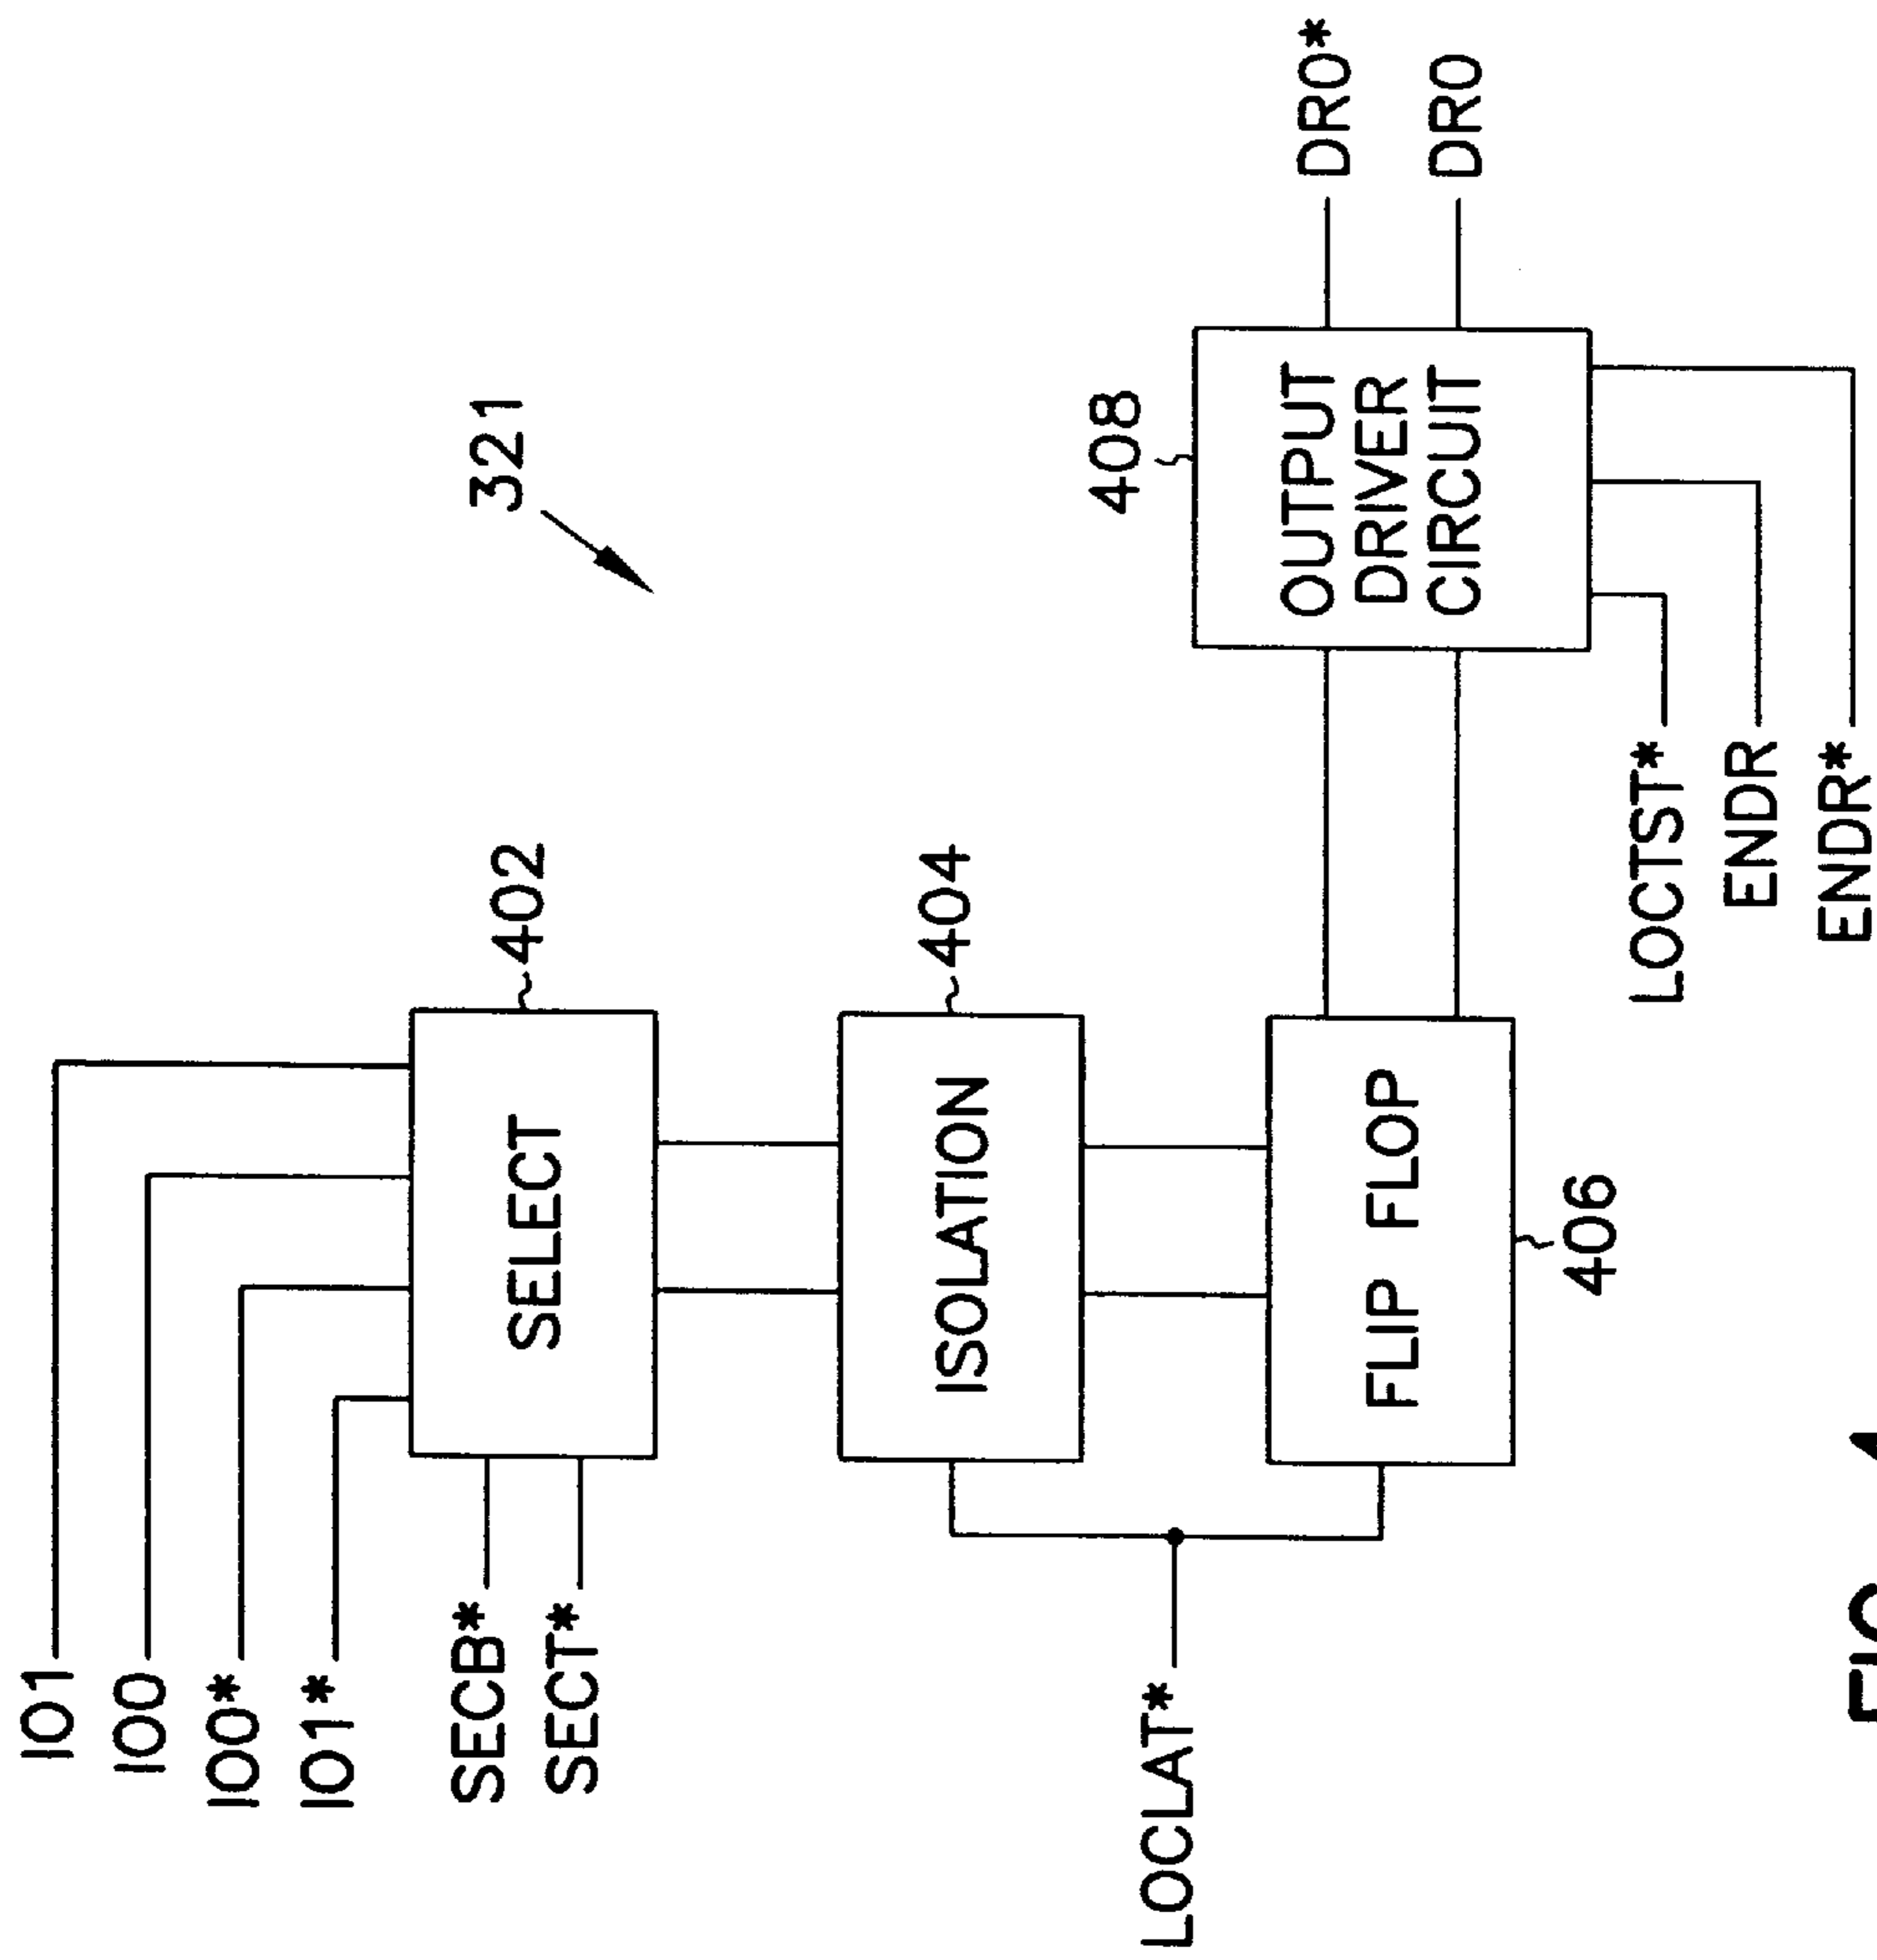 IO1
IO0
IO0*
IO1*
SECB*
SECT*
402
SELECT
321
404
ISOLATION
LOCLAT*
FLIP FLOP
406
408
OUTPUT
DRIVER
CIRCUIT
DR0*
DR0
LOCTST*
ENDR
ENDR*